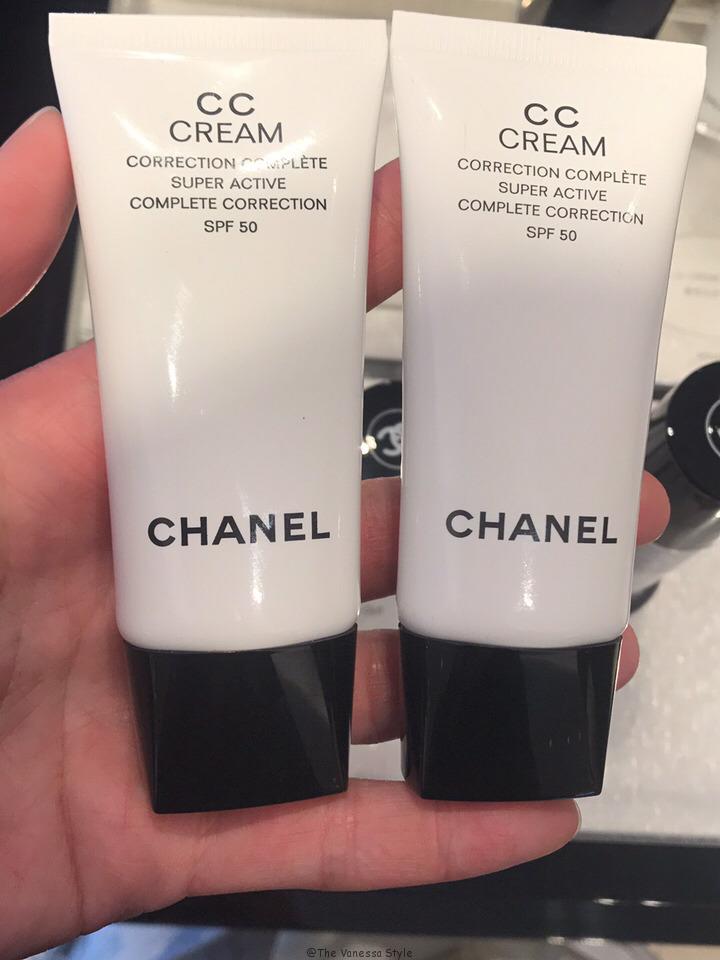 CC
CREAM
CORRECTION COMPLÈTE
SUPER ACTIVE
COMPLETE CORRECTION
SPF 50
CHANEL
CC
CREAM
CORRECTION COMPLÈTE
SUPER ACTIVE
COMPLETE CORRECTION
SPF 50
CHANEL
@The Vanessa Style